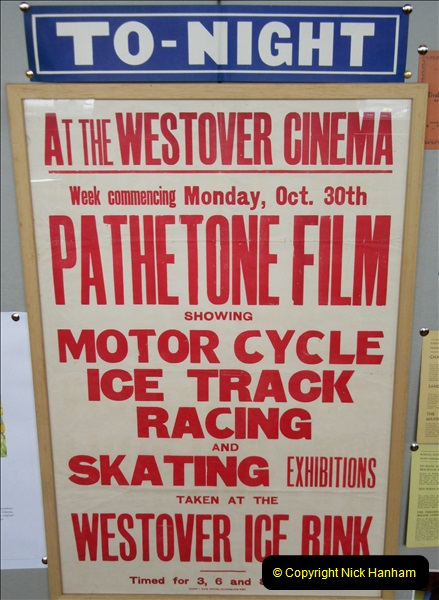 TO-NIGHT
AT THE WESTOVER CINEMA
Week commencing Monday, Oct. 30th
PATHETONE FILM
SHOWING
MOTOR CYCLE
ICE TRACK
RACING
AND
SKATING EXHIBITIONS
TAKEN AT THE
WESTOVER ICE RINK
Timed for 3, 6 and
© Copyright Nick Hanham